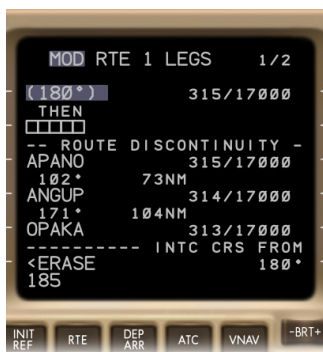 MOD RTE 1 LEGS 1/2
(180°) 315/17000
THEN
□□□□□
-- ROUTE DISCONTINUITY -
APANO 315/17000
102° 73NM
ANGUP 314/17000
171° 104NM
OPAKA 313/17000
---------- INTC CRS FROM
<ERASE 180°
185
INIT REF
RTE
DEP ARR
ATC
VNAV
-BRT+